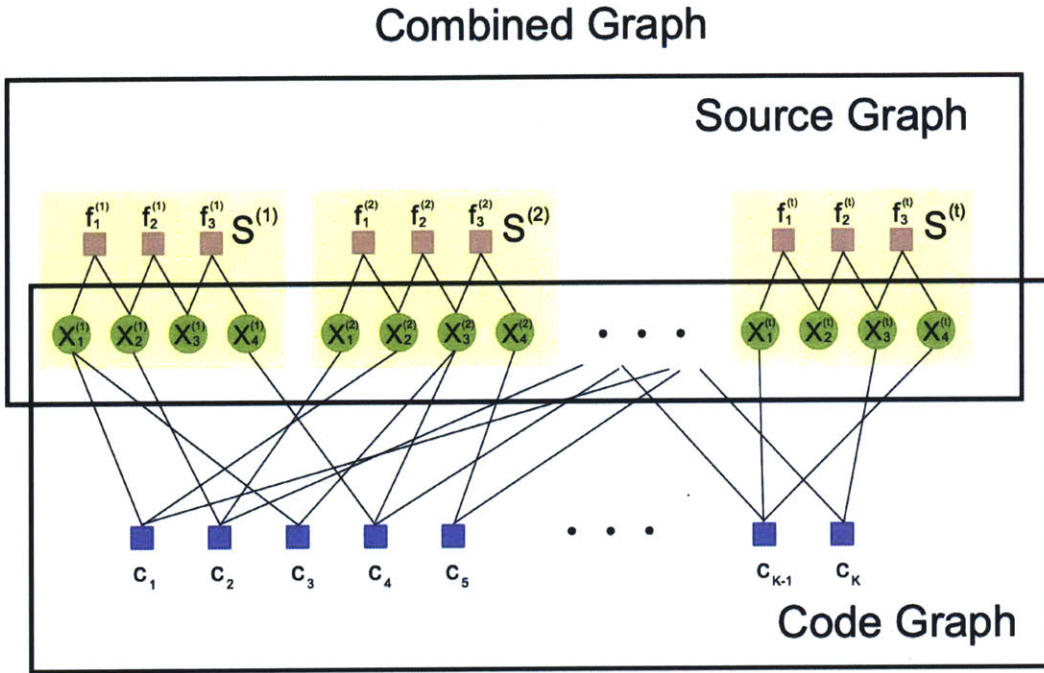 Combined Graph
Source Graph
f₁⁽¹⁾ f₂⁽¹⁾ f₃⁽¹⁾ S⁽¹⁾ f₁⁽²⁾ f₂⁽²⁾ f₃⁽²⁾ S⁽²⁾ f₁⁽ᵗ⁾ f₂⁽ᵗ⁾ f₃⁽ᵗ⁾ S⁽ᵗ⁾
X₁⁽¹⁾ X₂⁽¹⁾ X₃⁽¹⁾ X₄⁽¹⁾ X₁⁽²⁾ X₂⁽²⁾ X₃⁽²⁾ X₄⁽²⁾ . . . X₁⁽ᵗ⁾ X₂⁽ᵗ⁾ X₃⁽ᵗ⁾ X₄⁽ᵗ⁾
. . .
C₁ C₂ C₃ C₄ C₅ C_K-1 C_K
Code Graph